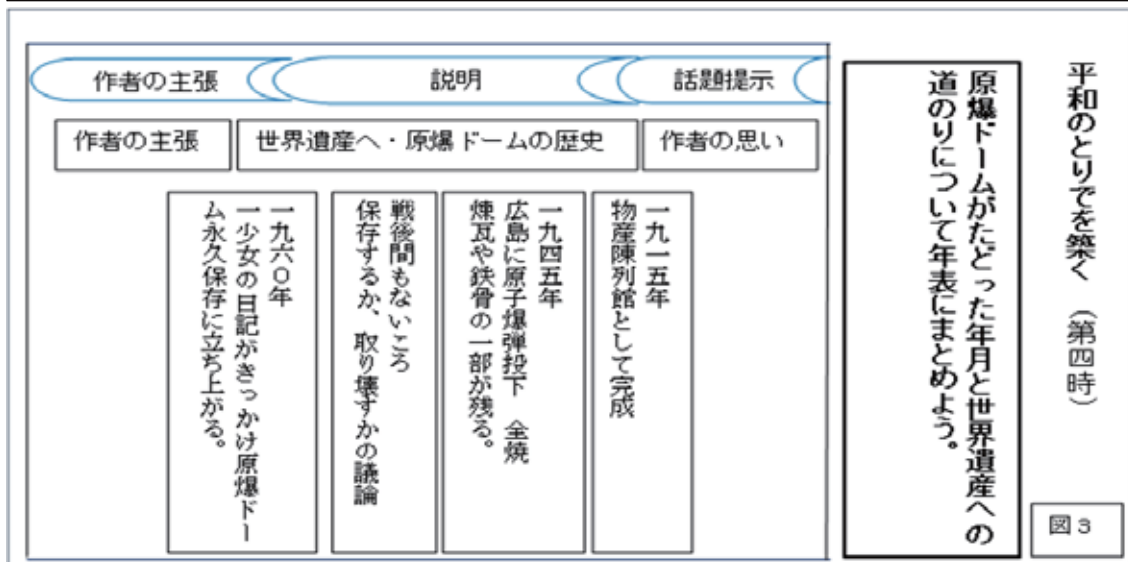 平和のとりでを築く（第四時）
図３
原爆ドームがたどった年月と世界遺産への
道のりについて年表にまとめよう。
話題提示
説明
作者の主張
作者の思い
世界遺産へ・原爆ドームの歴史
作者の主張
一九一五年
物産陳列館として完成
一九四五年
広島に原子爆弾投下　全焼
煉瓦や鉄骨の一部が残る。
戦後間もないころ
保存するか、取り壊すかの議論
一九六〇年
一少女の日記がきっかけ原爆ドー
ム永久保存に立ち上がる。